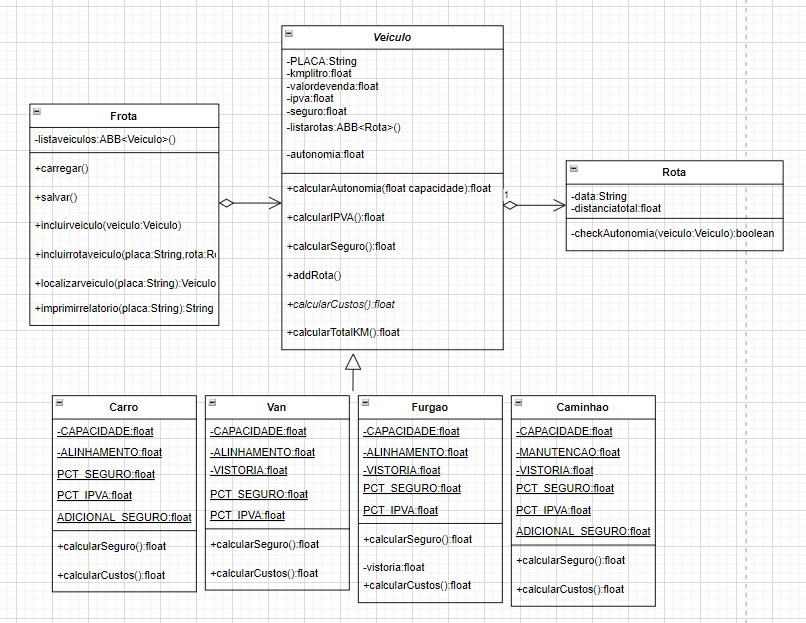 Veiculo
-PLACA:String
-kmplitro:float
-valordevenda:float
-ipva:float
-seguro:float
-listarotas:ABB<Rota>()
-autonomia:float
+calcularAutonomia(float capacidade):float
+calcularIPVA():float
+calcularSeguro():float
+addRota()
+calcularCustos():float
+calcularTotalKM():float
Frota
-listaveiculos:ABB<Veiculo>()
+carregar()
+salvar()
+incluirveiculo(veiculo:Veiculo)
+incluirrotaveiculo(placa:String,rota:Ro
+localizarveiculo(placa:String):Veiculo
+imprimirrelatorio(placa:String):String
1
Rota
-data:String
-distanciatotal:float
-checkAutonomia(veiculo:Veiculo):boolean
Carro
-CAPACIDADE:float
-ALINHAMENTO:float
PCT_SEGURO:float
PCT_IPVA:float
ADICIONAL_SEGURO:float
+calcularSeguro():float
+calcularCustos():float
Van
-CAPACIDADE:float
-ALINHAMENTO:float
-VISTORIA:float
PCT_SEGURO:float
PCT_IPVA:float
+calcularSeguro():float
+calcularCustos():float
Furgao
-CAPACIDADE:float
-ALINHAMENTO:float
-VISTORIA:float
PCT_SEGURO:float
PCT_IPVA:float
+calcularSeguro():float
-vistoria:float
+calcularCustos():float
Caminhao
-CAPACIDADE:float
-MANUTENCAO:float
-VISTORIA:float
PCT_SEGURO:float
PCT_IPVA:float
ADICIONAL_SEGURO:float
+calcularSeguro():float
+calcularCustos():float